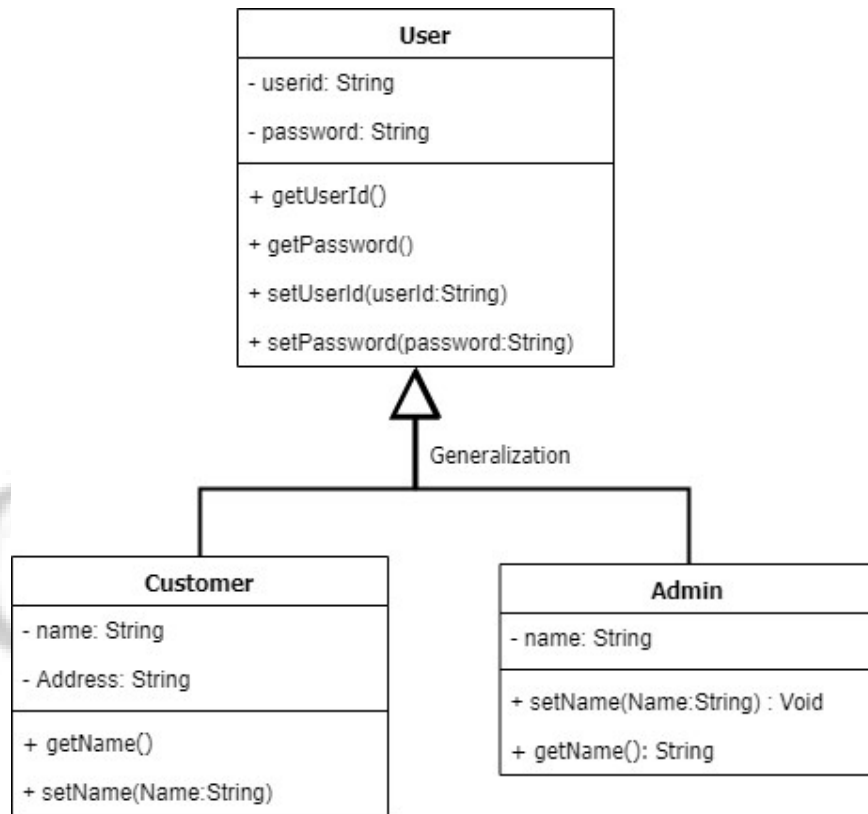 User
- userid: String
- password: String
+ getUserId()
+ getPassword()
+ setUserId(userId:String)
+ setPassword(password:String)
Generalization
Customer
- name: String
- Address: String
+ getName()
+ setName(Name:String)
Admin
- name: String
+ setName(Name:String) : Void
+ getName(): String